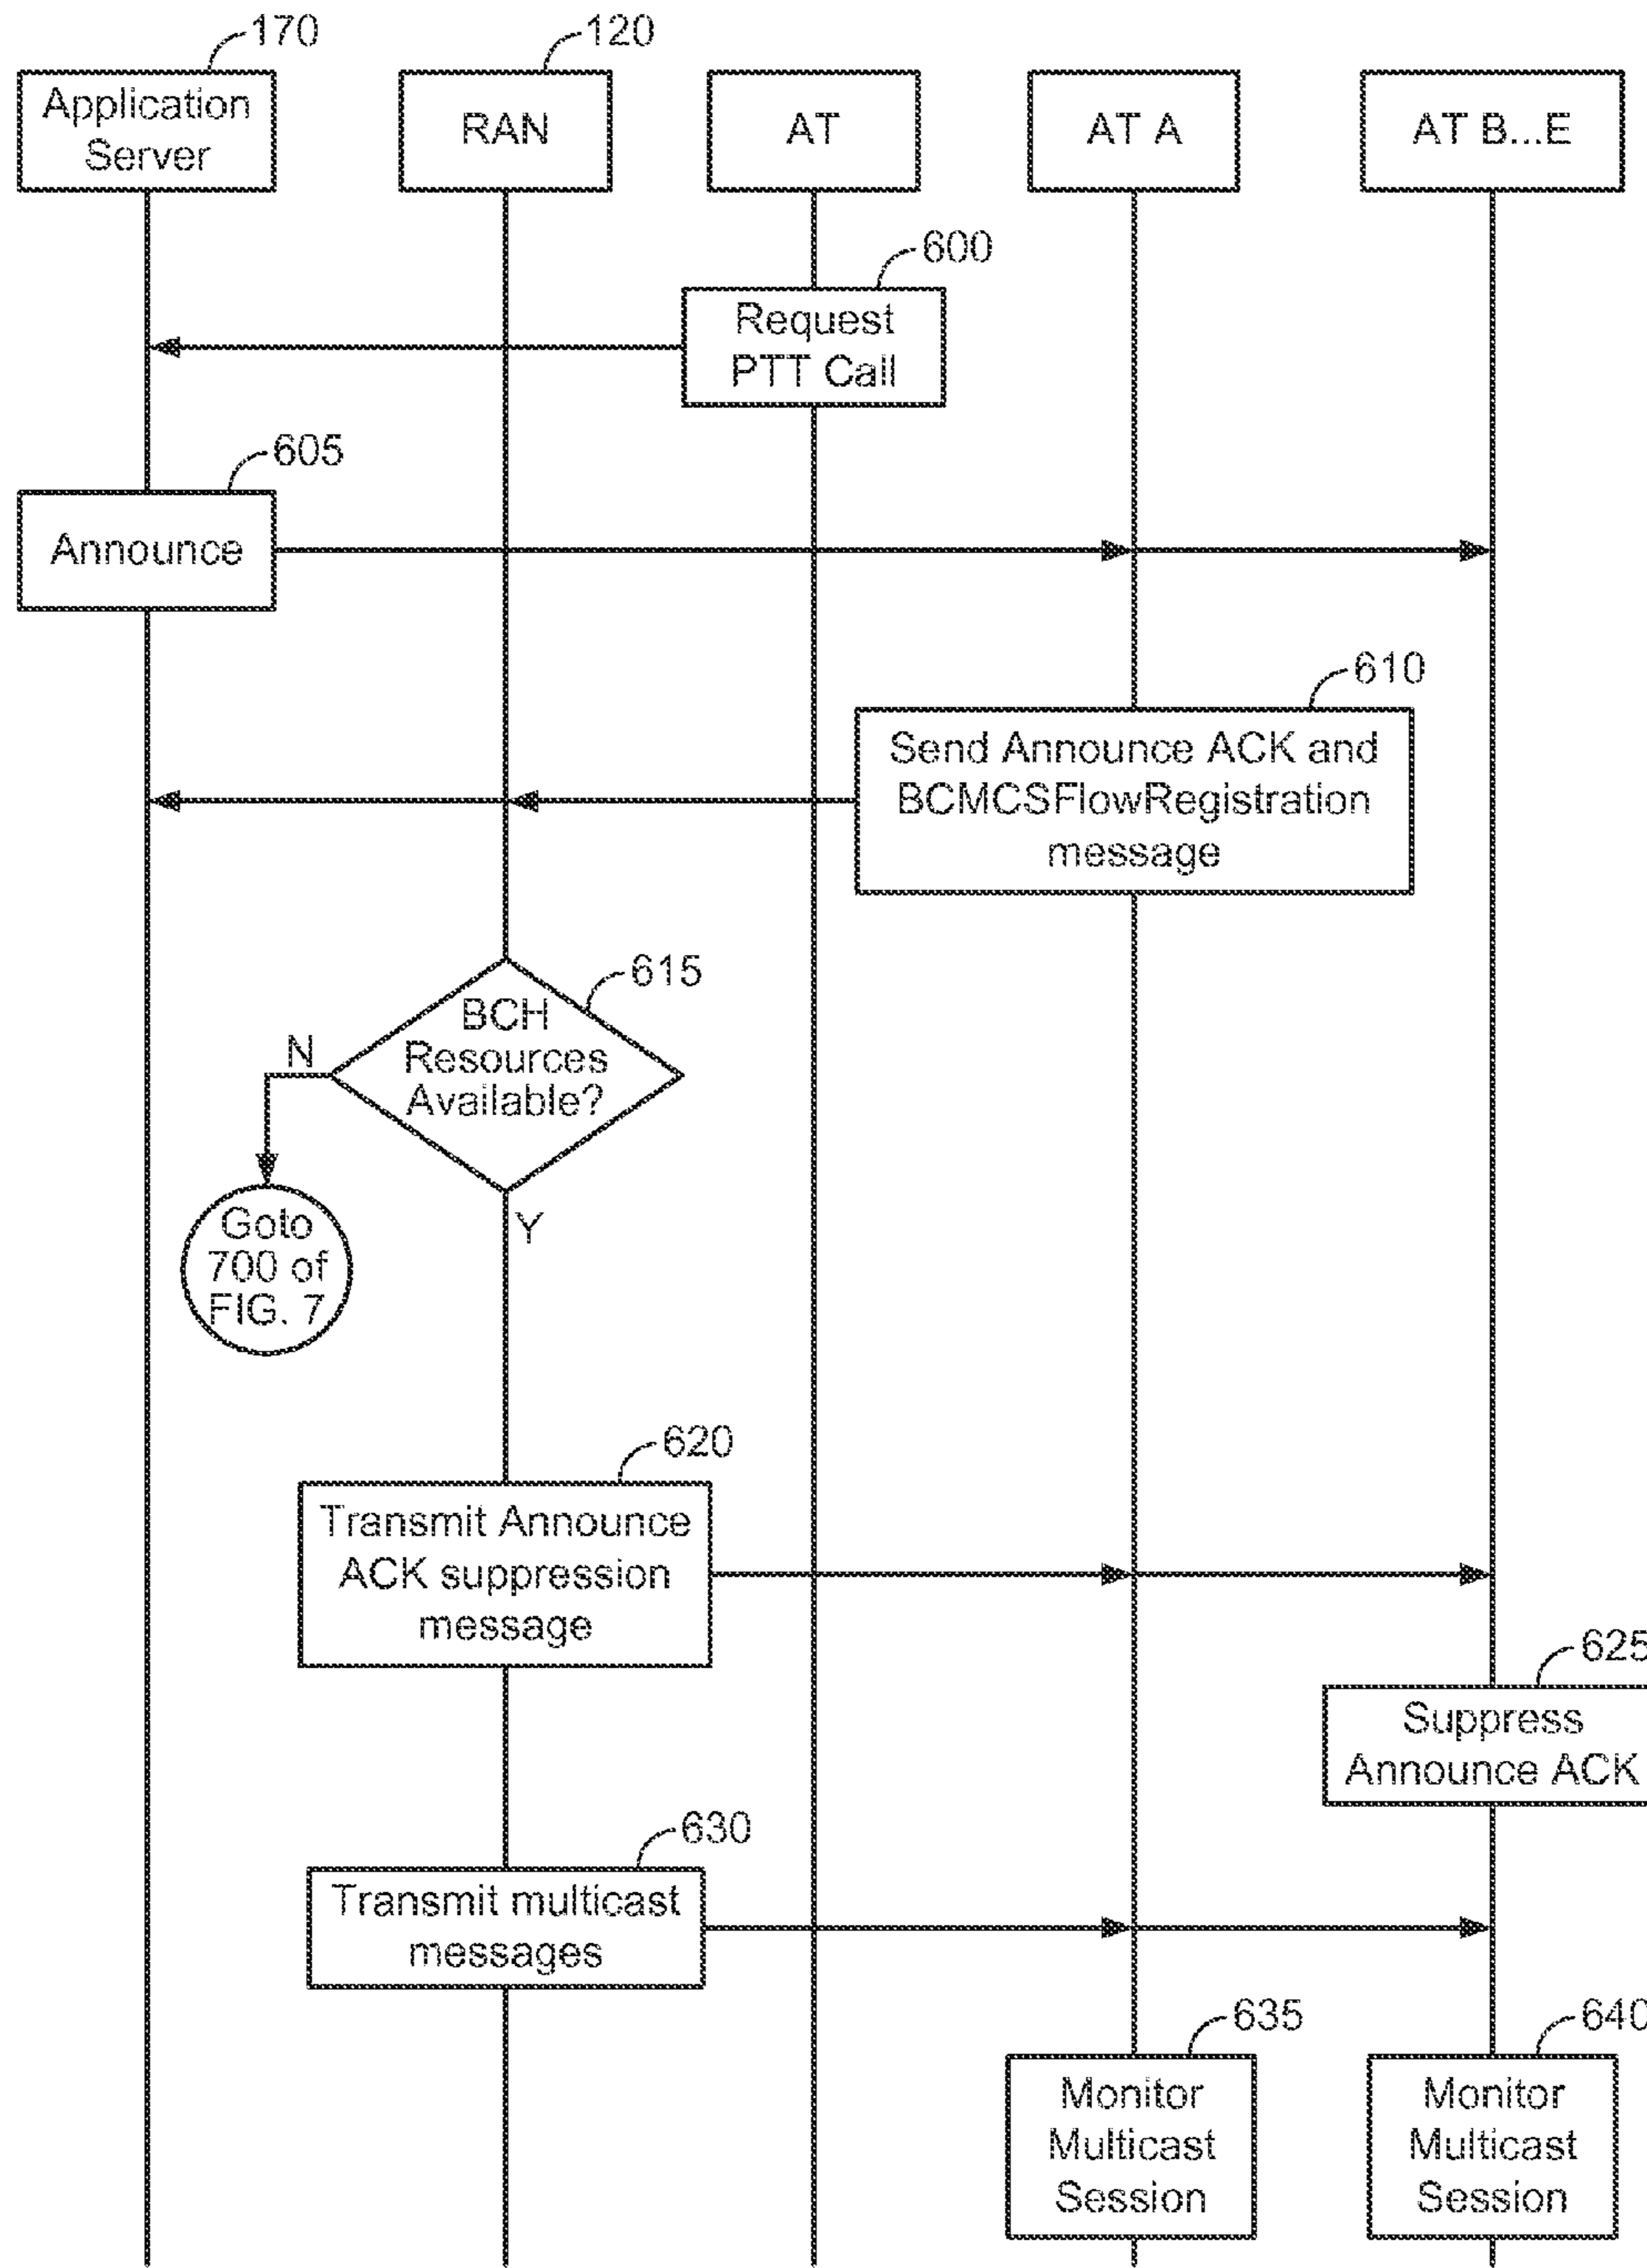 170
120
Application
Server
RAN
AT
AT A
AT B...E
600
Request
PTT Call
605
Announce
610
Send Announce ACK and
BCMCSFlowRegistration
message
615
BCH
Resources
Available?
N
Y
Goto
700 of
FIG. 7
620
Transmit Announce
ACK suppression
message
625
Suppress
Announce ACK
630
Transmit multicast
messages
635
640
Monitor
Multicast
Session
Monitor
Multicast
Session